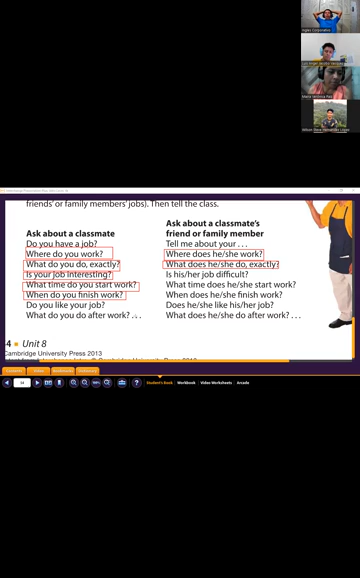 Ingles Corporativo
friends' or family members' jobs). Then tell the class.
Ask about a classmate
Do you have a job?
Where do you work?
What do you do, exactly?
Is your job interesting?
What time do you start work?
When do you finish work?
Do you like your job?
What do you do after work? . . .
Ask about a classmate's
friend or family member
Tell me about your . . .
Where does he/she work?
What does he/she do, exactly?
Is his/her job difficult?
What time does he/she start work?
When does he/she finish work?
Does he/she like his/her job?
What does he/she do after work? . . .
4 ■ Unit 8
Cambridge University Press 2013
Student's Book Workbook Video Worksheets Arcade